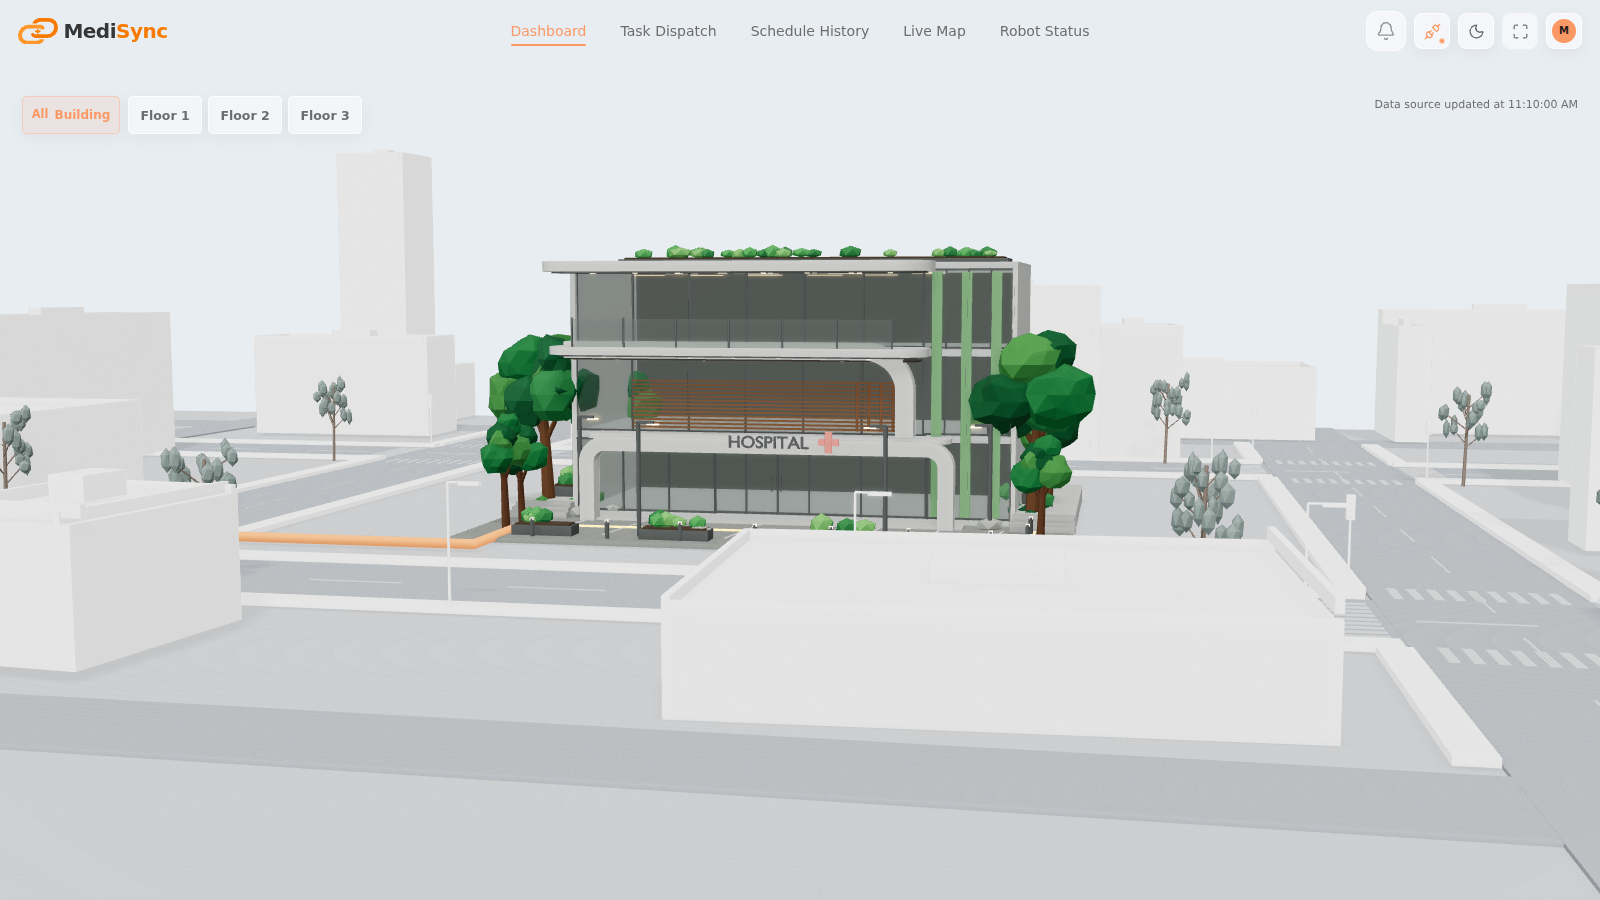 MediSync
Dashboard
Task Dispatch
Schedule History
Live Map
Robot Status
M
All Building
Floor 1
Floor 2
Floor 3
Data source updated at 11:10:00 AM
HOSPITAL